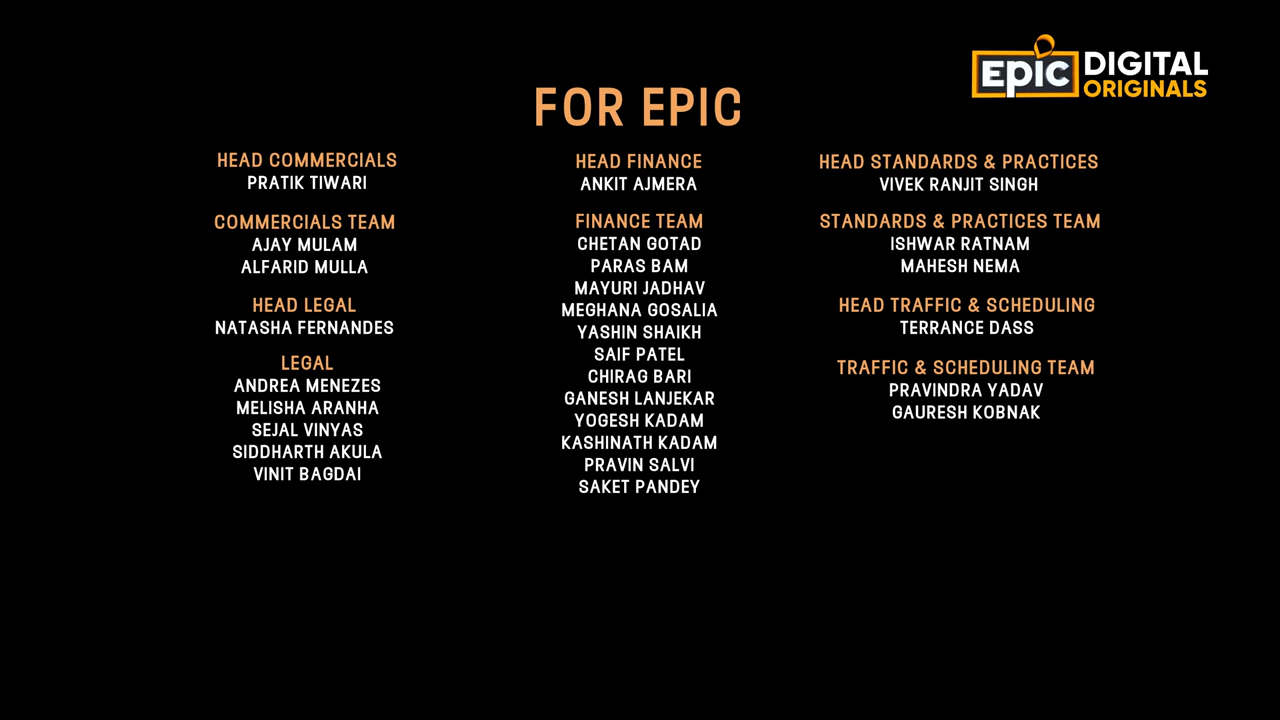 Epic DIGITAL
ORIGINALS
FOR EPIC
HEAD COMMERCIALS
PRATIK TIWARI
COMMERCIALS TEAM
AJAY MULAM
ALFARID MULLA
HEAD LEGAL
NATASHA FERNANDES
LEGAL
ANDREA MENEZES
MELISHA ARANHA
SEJAL VINYAS
SIDDHARTH AKULA
VINIT BAGDAI
HEAD FINANCE
ANKIT AJMERA
FINANCE TEAM
CHETAN GOTAD
PARAS BAM
MAYURI JADHAV
MEGHANA GOSALIA
YASHIN SHAIKH
SAIF PATEL
CHIRAG BARI
GANESH LANJEKAR
YOGESH KADAM
KASHINATH KADAM
PRAVIN SALVI
SAKET PANDEY
HEAD STANDARDS & PRACTICES
VIVEK RANJIT SINGH
STANDARDS & PRACTICES TEAM
ISHWAR RATNAM
MAHESH NEMA
HEAD TRAFFIC & SCHEDULING
TERRANCE DASS
TRAFFIC & SCHEDULING TEAM
PRAVINDRA YADAV
GAURESH KOBNAK